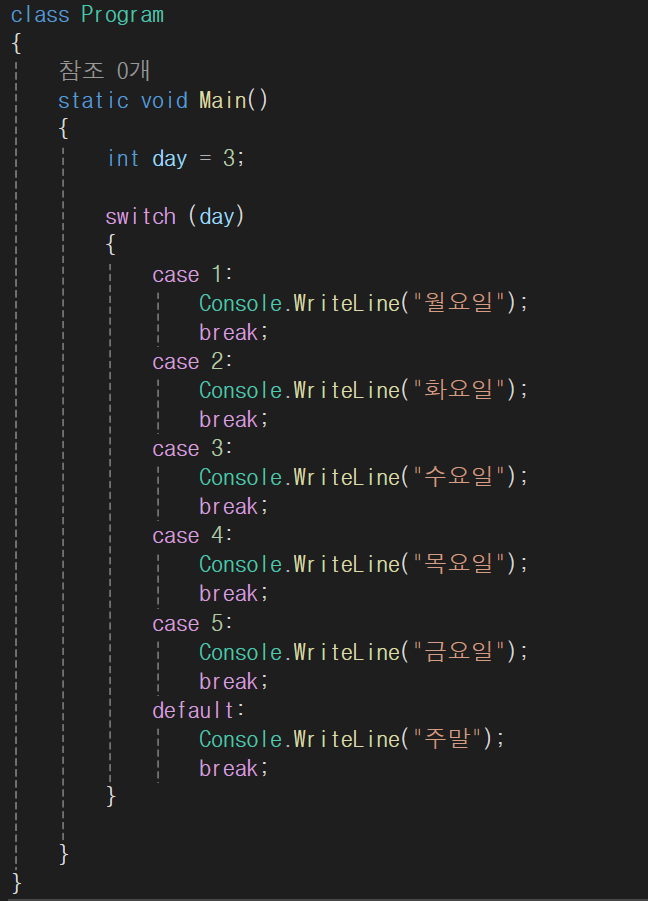 class Program
{
참조 0개
static void Main()
{
int day = 3;
switch (day)
{
case 1:
Console.WriteLine("월요일");
break;
case 2:
Console.WriteLine("화요일");
break;
case 3:
Console.WriteLine("수요일");
break;
case 4:
Console.WriteLine("목요일");
break;
case 5:
Console.WriteLine("금요일");
break;
default:
Console.WriteLine("주말");
break;
}
}
}